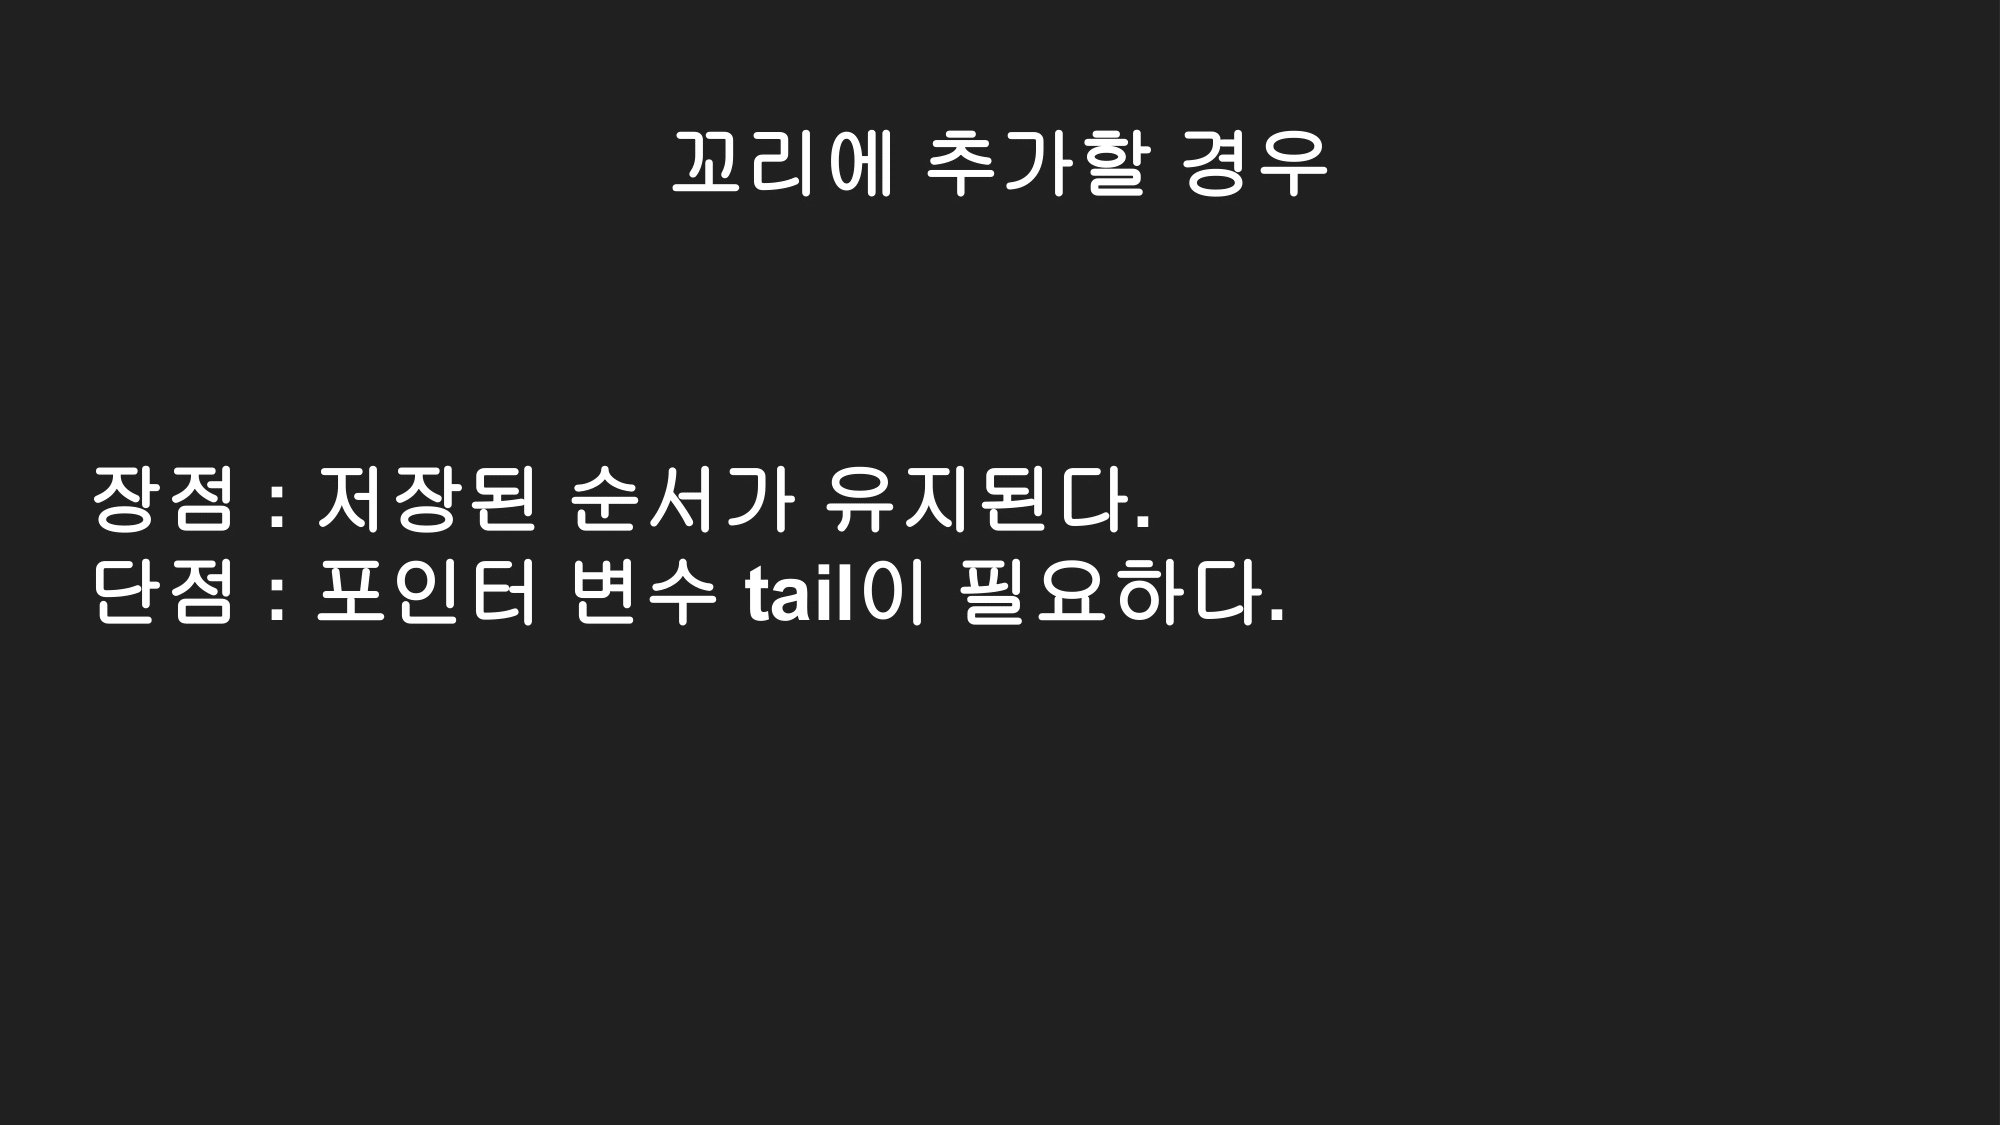 꼬리에 추가할 경우
장점 : 저장된 순서가 유지된다.
단점 : 포인터 변수 tail이 필요하다.